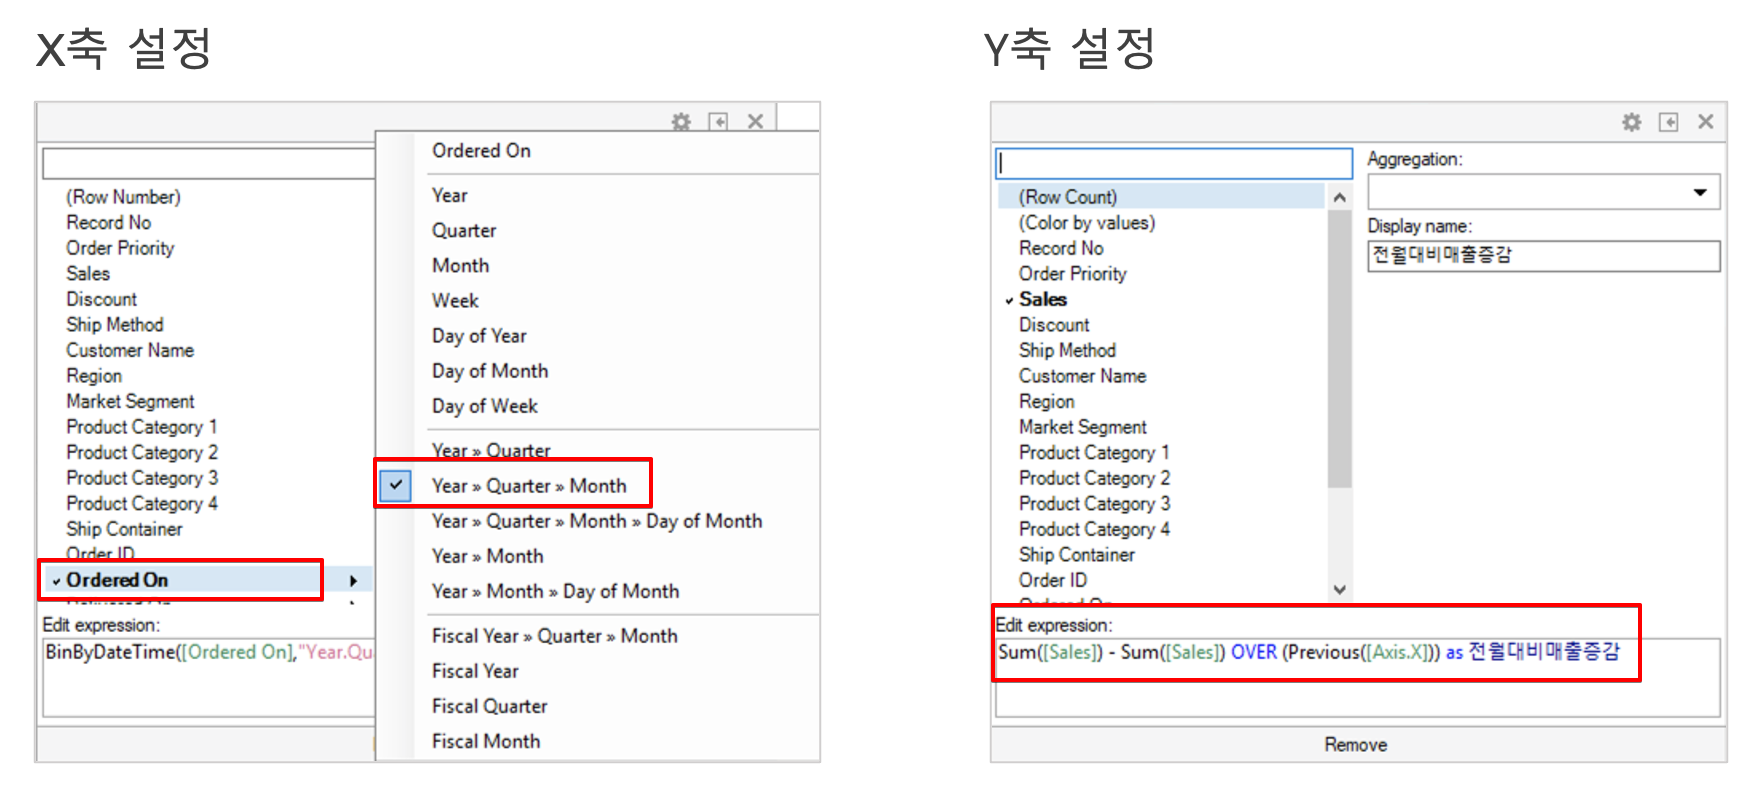 X축 설정
(Row Number)
Record No
Order Priority
Sales
Discount
Ship Method
Customer Name
Region
Market Segment
Product Category 1
Product Category 2
Product Category 3
Product Category 4
Ship Container
Order ID
Ordered On
Edit expression:
BinByDateTime([Ordered On],"Year.Qu
Ordered On
Year
Quarter
Month
Week
Day of Year
Day of Month
Day of Week
Year » Quarter
Year » Quarter » Month
Year » Quarter » Month » Day of Month
Year » Month
Year » Month » Day of Month
Fiscal Year » Quarter » Month
Fiscal Year
Fiscal Quarter
Fiscal Month
Y축 설정
(Row Count)
(Color by values)
Record No
Order Priority
Sales
Discount
Ship Method
Customer Name
Region
Market Segment
Product Category 1
Product Category 2
Product Category 3
Product Category 4
Ship Container
Order ID
Ordered On
Aggregation:
Display name:
전월대비매출증감
Edit expression:
Sum([Sales]) - Sum([Sales]) OVER (Previous([Axis.X])) as 전월대비매출증감
Remove